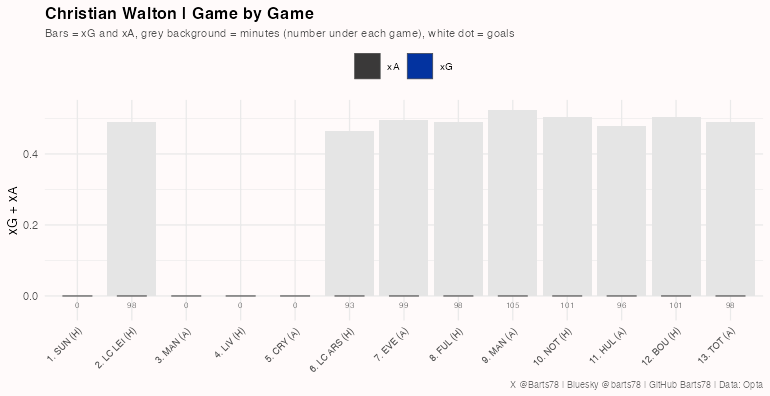 Christian Walton | Game by Game
Bars = xG and xA, grey background = minutes (number under each game), white dot = goals
xA xG
xG + xA
0.4
0.2
0.0
0 98 0 0 0 93 99 98 105 101 96 101 98
1. SUN (H)
2. LC LEI (H)
3. MAN (A)
4. LIV (H)
5. CRY (A)
6. LC ARS (H)
7. EVE (A)
8. FUL (H)
9. MAN (A)
10. NOT (H)
11. HUL (A)
12. BOU (H)
13. TOT (A)
X @Barts78 | Bluesky @barts78 | GitHub Barts78 | Data: Opta